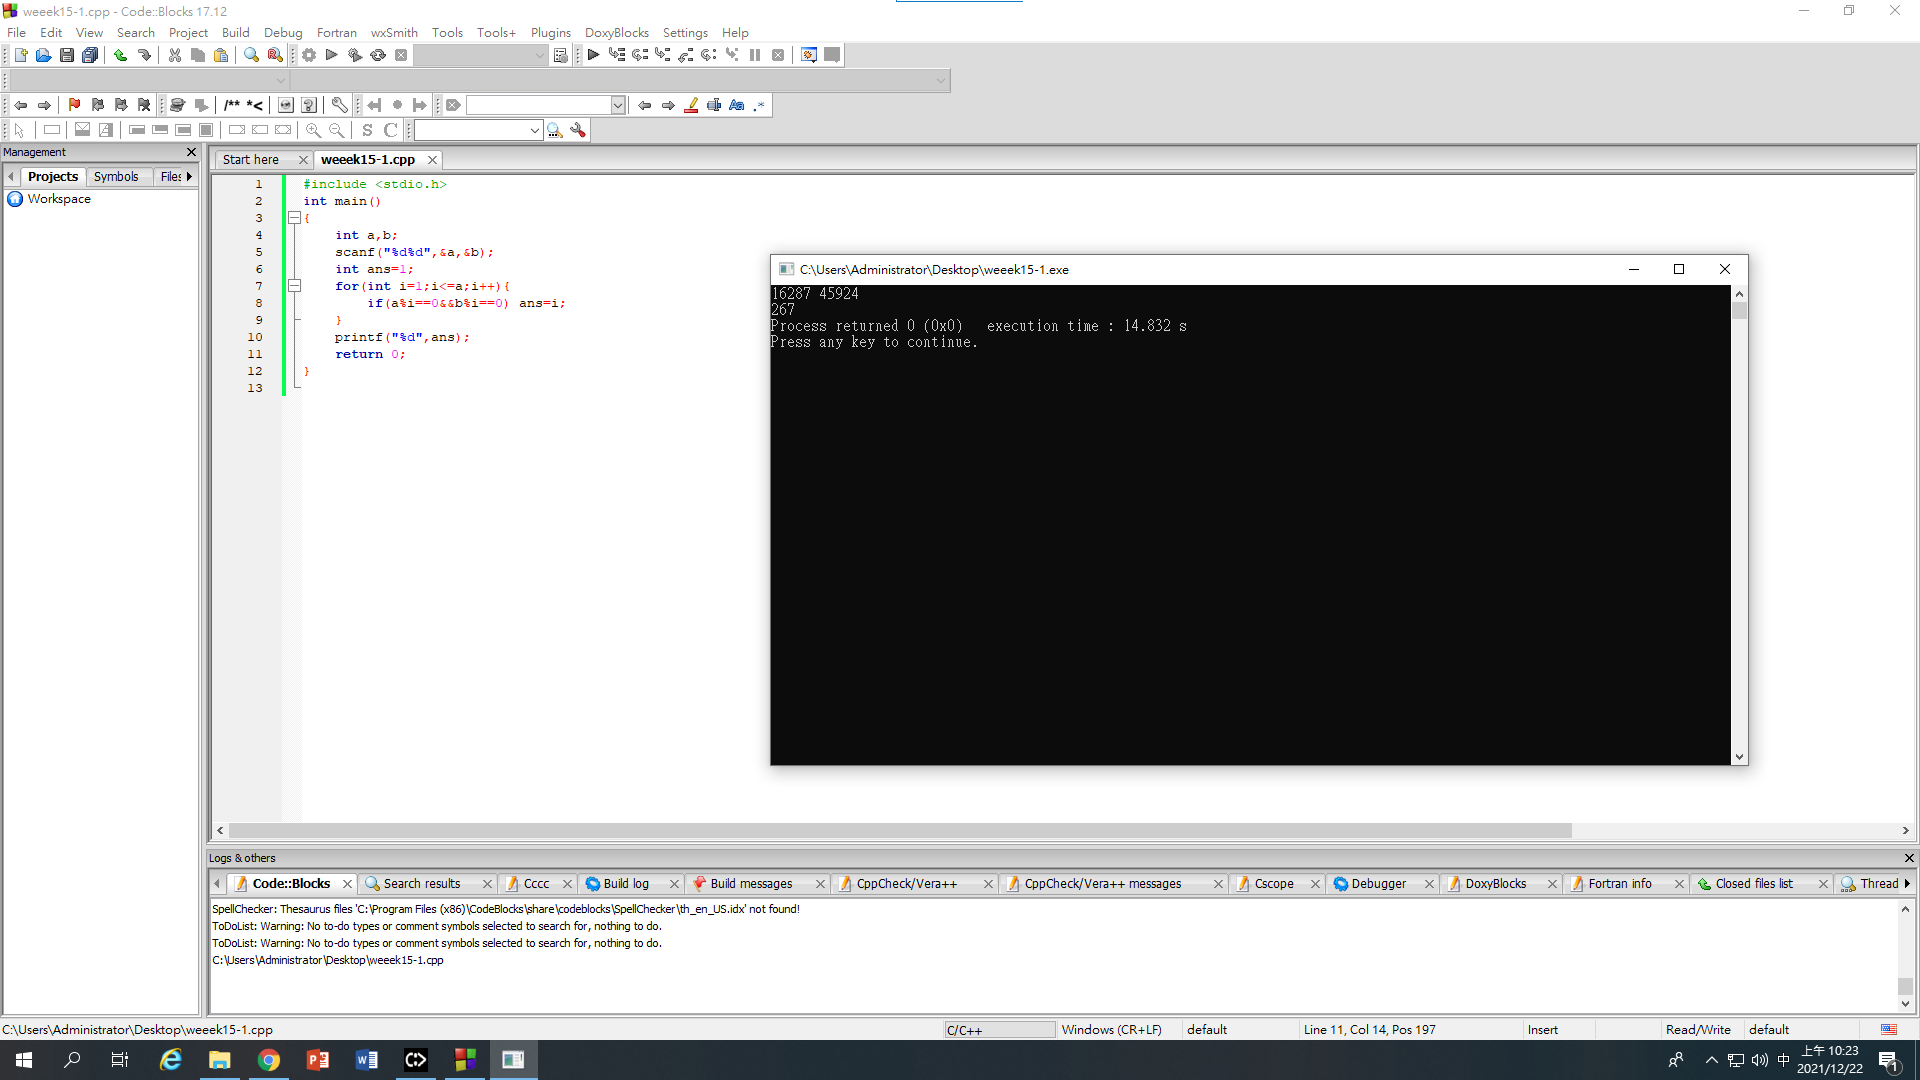 weeek15-1.cpp - Code::Blocks 17.12
File Edit View Search Project Build Debug Fortran wxSmith Tools Tools+ Plugins DoxyBlocks Settings Help
/** *<
S C
Management
Projects Symbols Files
Workspace
Start here weeek15-1.cpp
1 #include <stdio.h>
2 int main()
3 {
4 int a,b;
5 scanf("%d%d",&a,&b);
6 int ans=1;
7 for(int i=1;i<=a;i++){
8 if(a%i==0&&b%i==0) ans=i;
9 }
10 printf("%d",ans);
11 return 0;
12 }
13
C:\Users\Administrator\Desktop\weeek15-1.exe
16287 45924
267
Process returned 0 (0x0) execution time : 14.832 s
Press any key to continue.
Logs & others
Code::Blocks Search results Cccc Build log Build messages CppCheck/Vera++ CppCheck/Vera++ messages Cscope Debugger DoxyBlocks Fortran info Closed files list Thread
SpellChecker: Thesaurus files 'C:\Program Files (x86)\CodeBlocks\share\codeblocks\SpellChecker\th_en_US.idx' not found!
ToDoList: Warning: No to-do types or comment symbols selected to search for, nothing to do.
ToDoList: Warning: No to-do types or comment symbols selected to search for, nothing to do.
C:\Users\Administrator\Desktop\weeek15-1.cpp
C:\Users\Administrator\Desktop\weeek15-1.cpp C/C++ Windows (CR+LF) default Line 11, Col 14, Pos 197 Insert Read/Write default
中 上午 10:23
2021/12/22 1